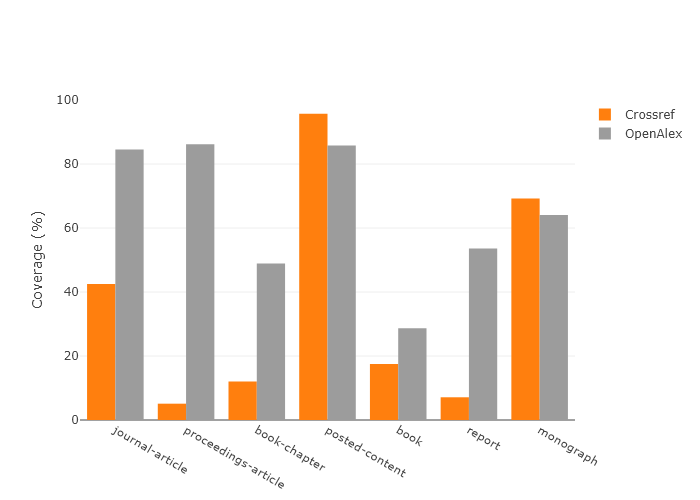 100
80
60
40
20
0
Coverage (%)
journal-article
proceedings-article
book-chapter
posted-content
book
report
monograph
Crossref
OpenAlex